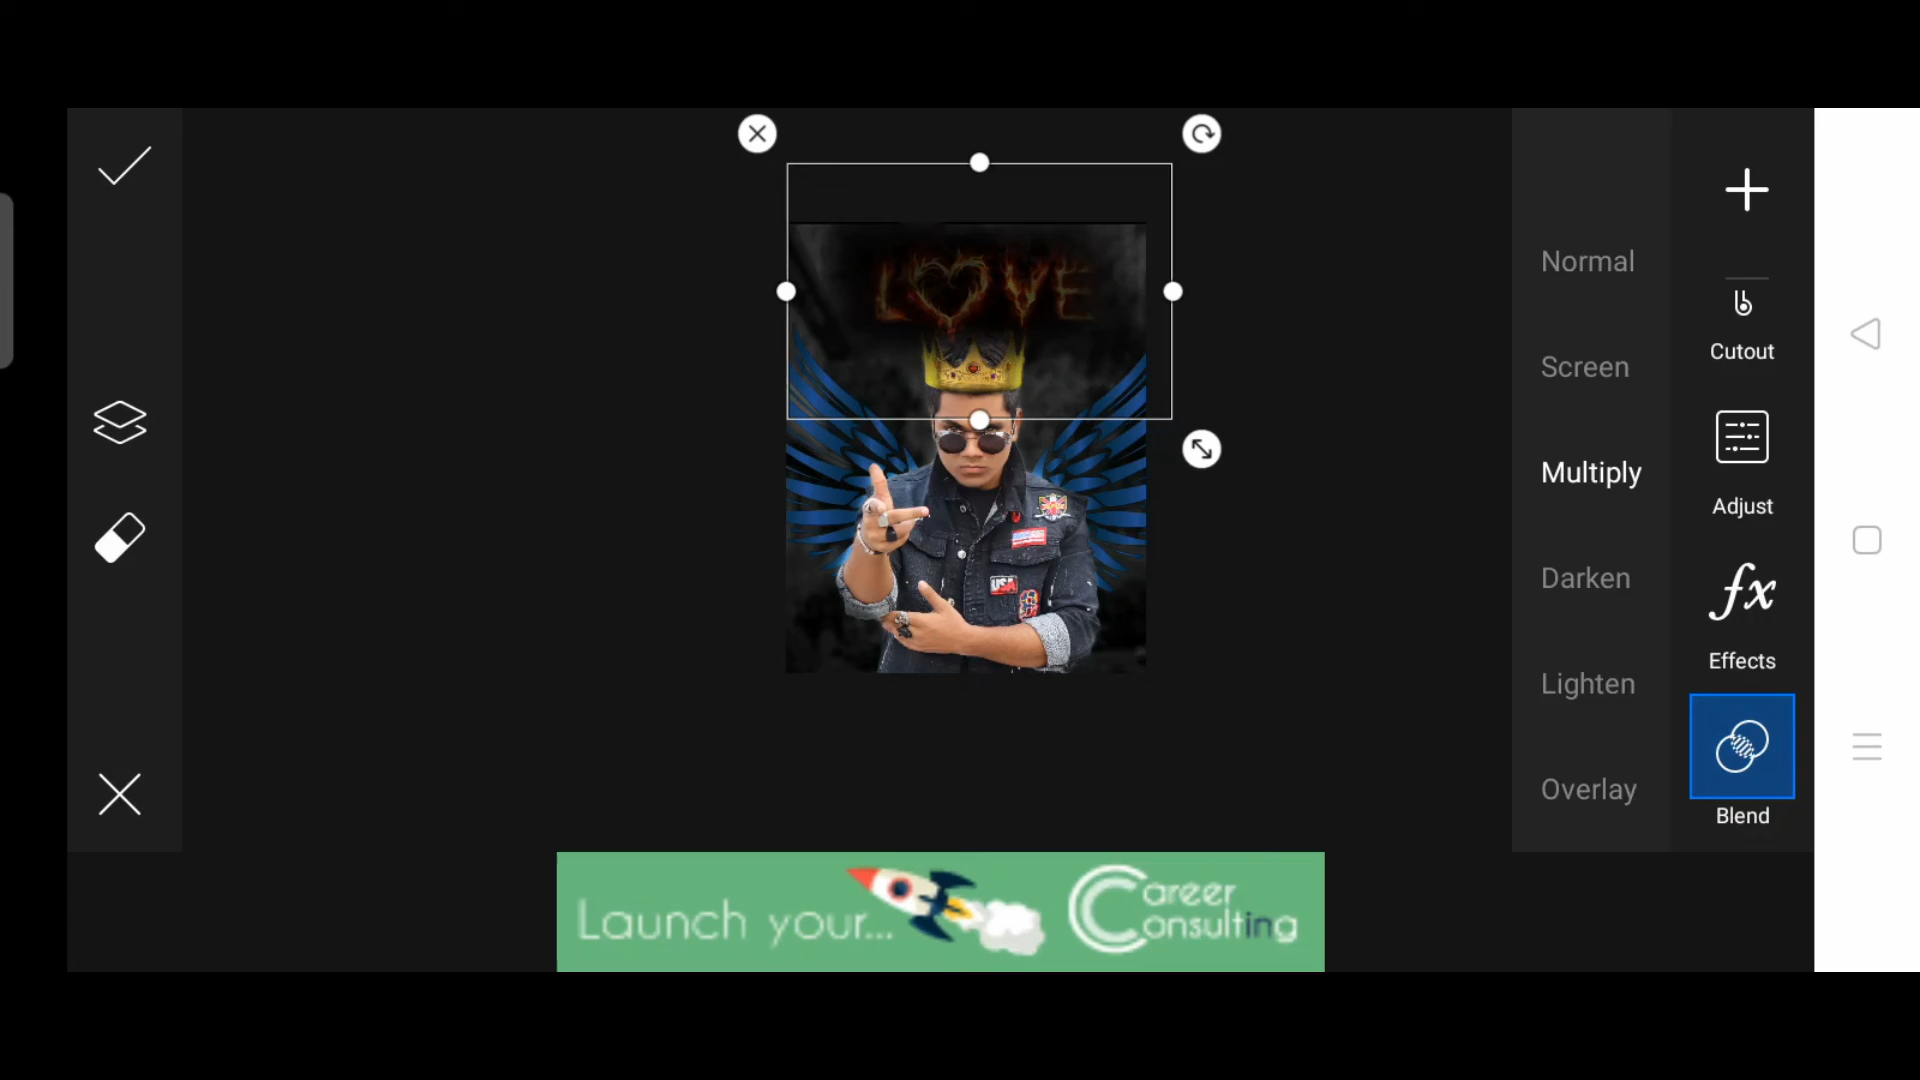 LOVE
USA
Normal
Screen
Multiply
Darken
Lighten
Overlay
Cutout
Adjust
fx
Effects
Blend
Launch your...
Career
Consulting